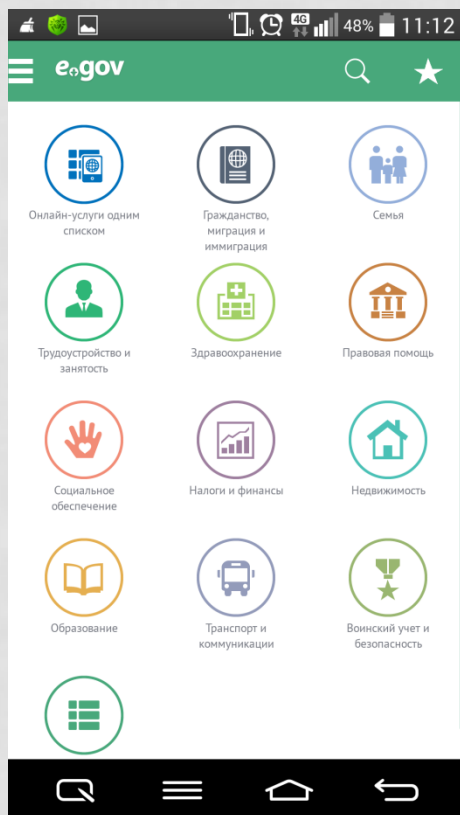 4G 48% 11:12
e.gov
Онлайн-услуги одним
списком
Гражданство,
миграция и
иммиграция
Семья
Трудоустройство и
занятость
Здравоохранение
Правовая помощь
Социальное
обеспечение
Налоги и финансы
Недвижимость
Образование
Транспорт и
коммуникации
Воинский учет и
безопасность